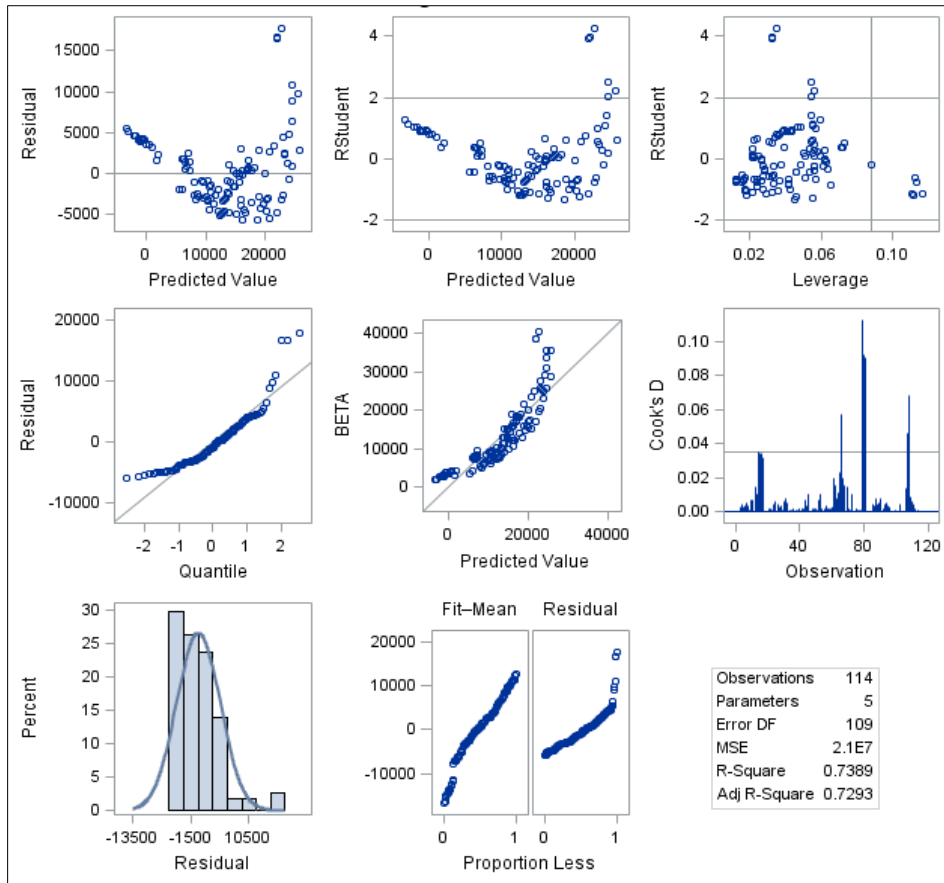 15000
10000
5000
0
-5000
Residual
0 10000 20000
Predicted Value
4
2
0
-2
RStudent
0 10000 20000
Predicted Value
4
2
0
-2
RStudent
0.02 0.06 0.10
Leverage
20000
10000
0
-10000
Residual
-2 -1 0 1 2
Quantile
40000
30000
20000
10000
0
BETA
0 20000 40000
Predicted Value
0.10
0.08
0.06
0.04
0.02
0.00
Cook's D
0 40 80 120
Observation
30
25
20
15
10
5
0
Percent
-13500 -1500 10500
Residual
Fit–Mean Residual
20000
10000
0
-10000
0 1 0 1
Proportion Less
Observations 114
Parameters 5
Error DF 109
MSE 2.1E7
R-Square 0.7389
Adj R-Square 0.7293